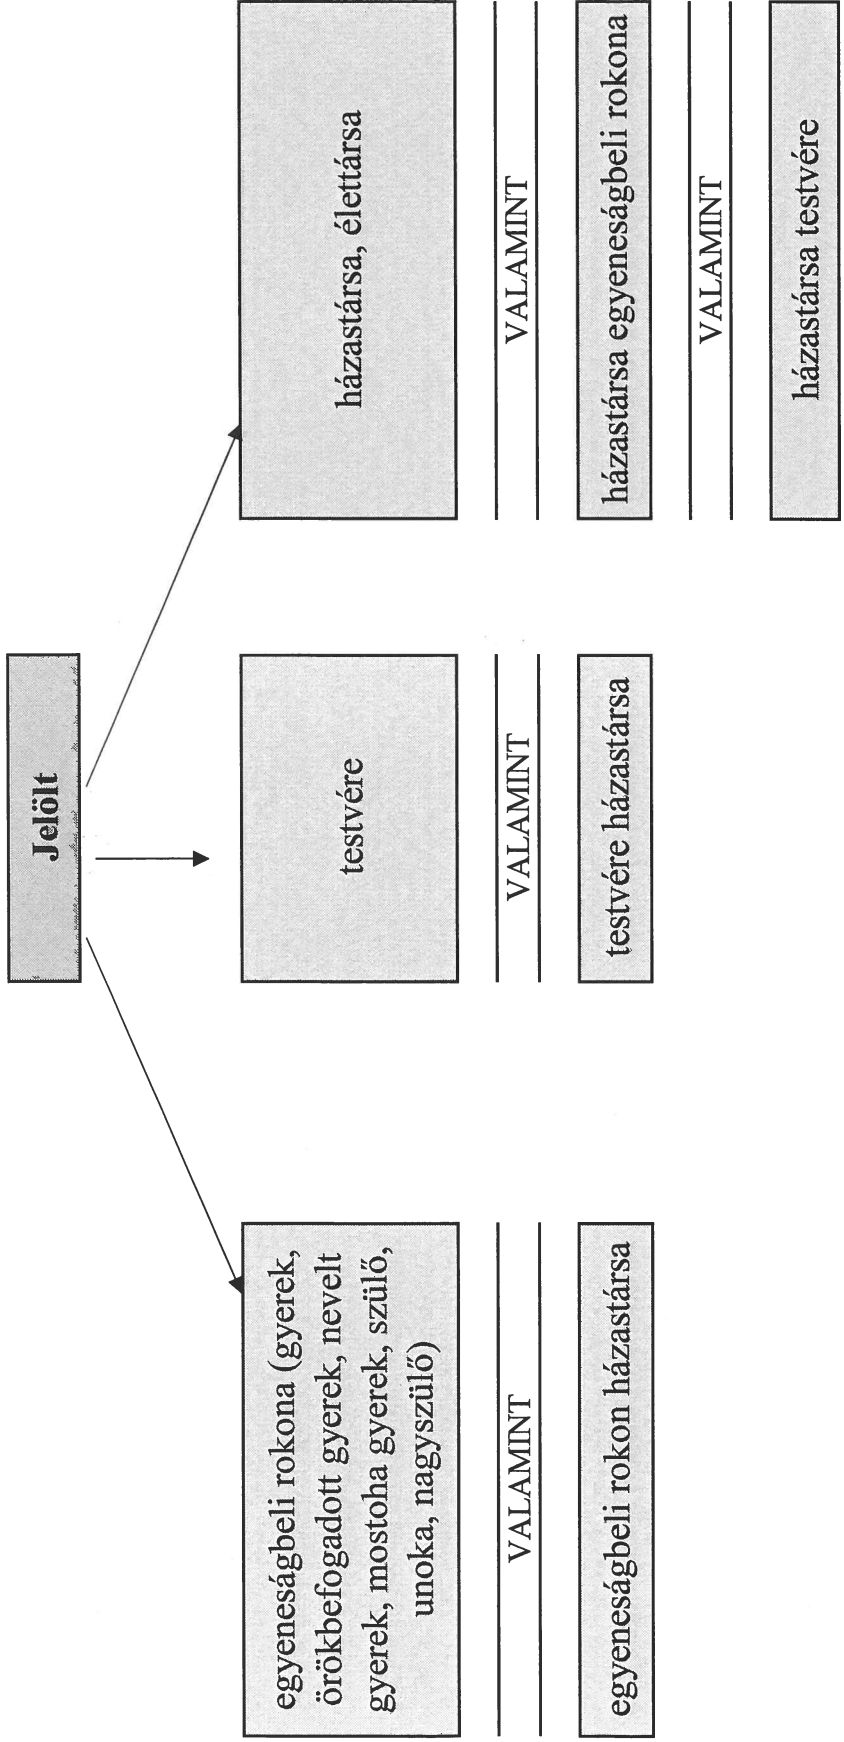 Jelölt
egyeneságbeli rokona (gyerek,
örökbefogadott gyerek, nevelt
gyerek, mostoha gyerek, szülő,
unoka, nagyszülő)
VALAMINT
egyeneságbeli rokon házastársa
testvére
VALAMINT
testvére házastársa
házastársa, élettársa
VALAMINT
házastársa egyeneságbeli rokona
VALAMINT
házastársa testvére